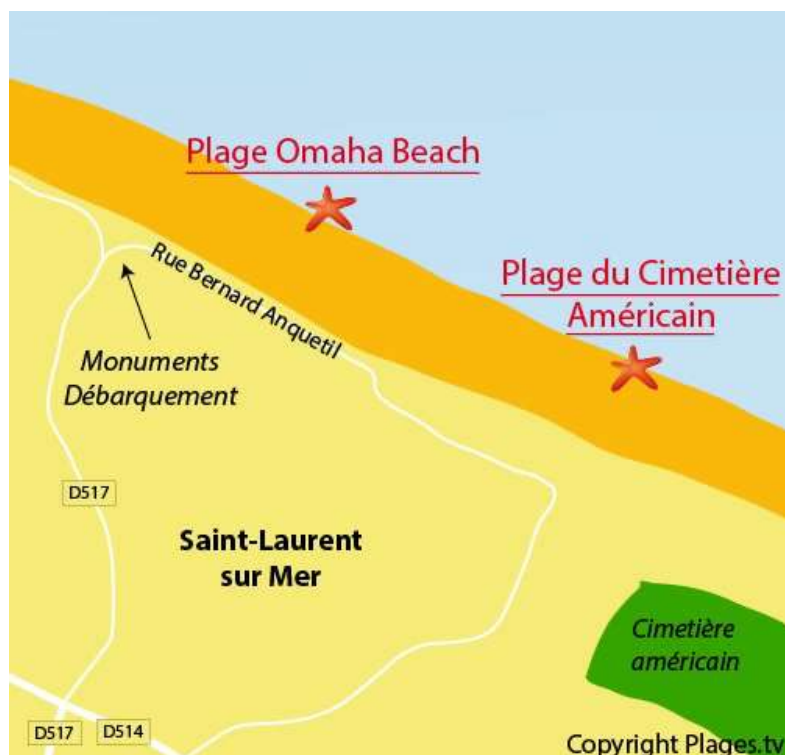 Plage Omaha Beach
Plage du Cimetière
Américain
Rue Bernard Anquetil
Monuments
Débarquement
D517
Saint-Laurent
sur Mer
Cimetière
américain
D517
D514
Copyright Plages.tv